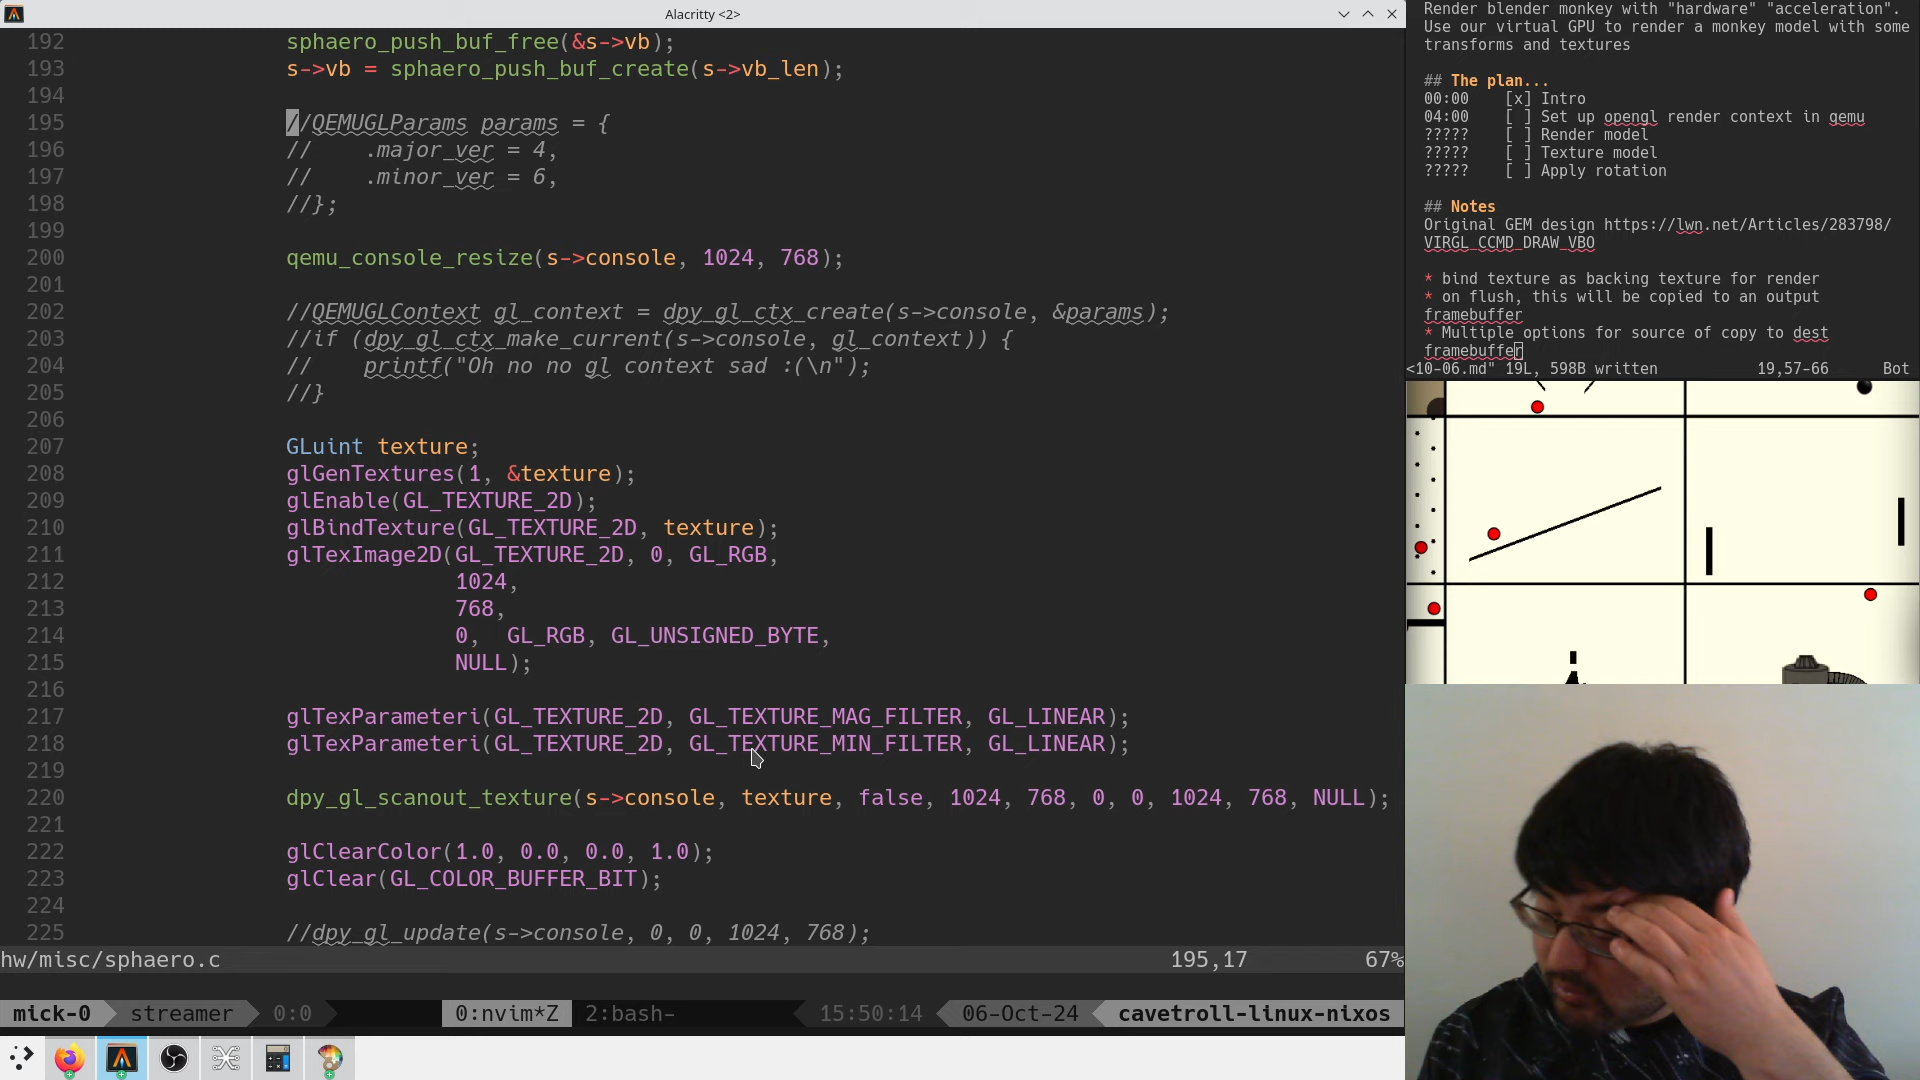 Alacritty <2>
192 sphaero_push_buf_free(&s->vb);
193 s->vb = sphaero_push_buf_create(s->vb_len);
194
195 //QEMUGLParams params = {
196 //    .major_ver = 4,
197 //    .minor_ver = 6,
198 //};
199
200 qemu_console_resize(s->console, 1024, 768);
201
202 //QEMUGLContext gl_context = dpy_gl_ctx_create(s->console, &params);
203 //if (dpy_gl_ctx_make_current(s->console, gl_context)) {
204 //    printf("Oh no no gl context sad :(\n");
205 //}
206
207 GLuint texture;
208 glGenTextures(1, &texture);
209 glEnable(GL_TEXTURE_2D);
210 glBindTexture(GL_TEXTURE_2D, texture);
211 glTexImage2D(GL_TEXTURE_2D, 0, GL_RGB,
212 1024,
213 768,
214 0,  GL_RGB, GL_UNSIGNED_BYTE,
215 NULL);
216
217 glTexParameteri(GL_TEXTURE_2D, GL_TEXTURE_MAG_FILTER, GL_LINEAR);
218 glTexParameteri(GL_TEXTURE_2D, GL_TEXTURE_MIN_FILTER, GL_LINEAR);
219
220 dpy_gl_scanout_texture(s->console, texture, false, 1024, 768, 0, 0, 1024, 768, NULL);
221
222 glClearColor(1.0, 0.0, 0.0, 1.0);
223 glClear(GL_COLOR_BUFFER_BIT);
224
225 //dpy_gl_update(s->console, 0, 0, 1024, 768);
hw/misc/sphaero.c 195,17 67%
mick-0 streamer 0:0 0:nvim*Z 2:bash- 15:50:14 06-Oct-24 cavetroll-linux-nixos
Render blender monkey with "hardware" "acceleration".
Use our virtual GPU to render a monkey model with some
transforms and textures
## The plan...
00:00 [x] Intro
04:00 [ ] Set up opengl render context in qemu
????? [ ] Render model
????? [ ] Texture model
????? [ ] Apply rotation
## Notes
Original GEM design https://lwn.net/Articles/283798/
VIRGL_CCMD_DRAW_VBO
* bind texture as backing texture for render
* on flush, this will be copied to an output
framebuffer
* Multiple options for source of copy to dest
framebuffer
<10-06.md" 19L, 598B written 19,57-66 Bot